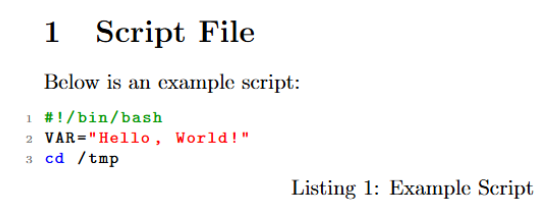 1 Script File
Below is an example script:
1 #!/bin/bash
2 VAR="Hello, World!"
3 cd /tmp
Listing 1: Example Script